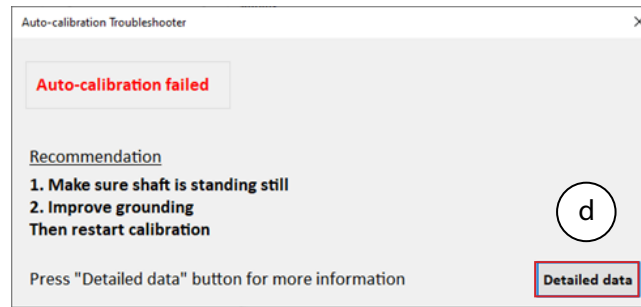 Auto-calibration Troubleshooter
Auto-calibration failed
Recommendation
1. Make sure shaft is standing still
2. Improve grounding
Then restart calibration
d
Press "Detailed data" button for more information
Detailed data